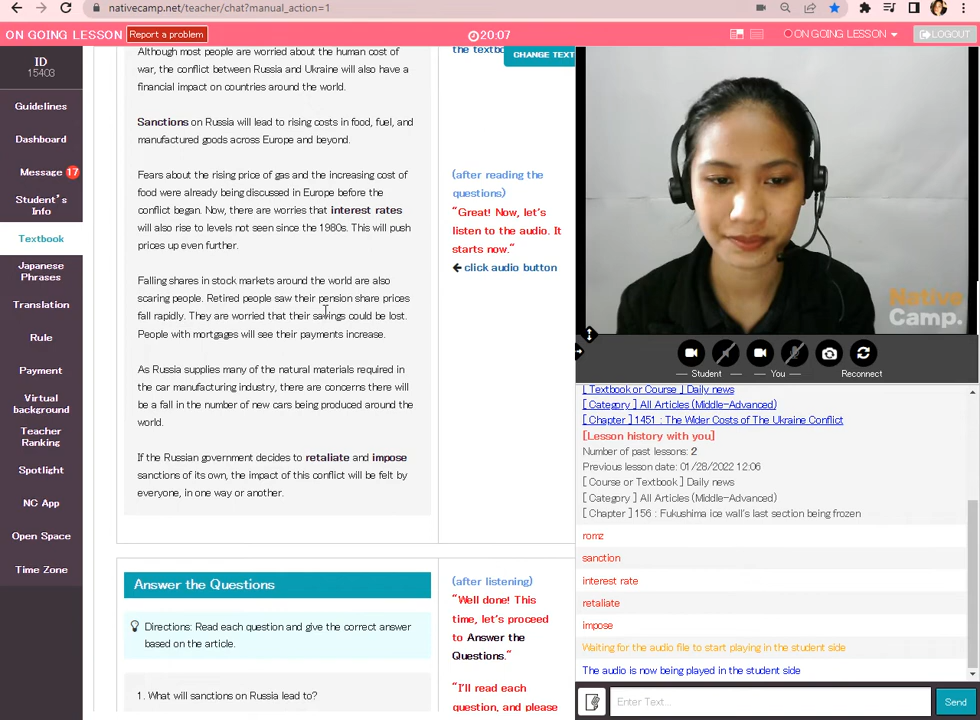 nativecamp.net/teacher/chat?manual_action=1
ON GOING LESSON
Report a problem
20:07
ON GOING LESSON
LOGOUT
ID
15403
Guidelines
Dashboard
Message 17
Student's
Info
Textbook
Japanese
Phrases
Translation
Rule
Payment
Virtual
background
Teacher
Ranking
Spotlight
NC App
Open Space
Time Zone
Although most people are worried about the human cost of
war, the conflict between Russia and Ukraine will also have a
financial impact on countries around the world.
Sanctions on Russia will lead to rising costs in food, fuel, and
manufactured goods across Europe and beyond.
Fears about the rising price of gas and the increasing cost of
food were already being discussed in Europe before the
conflict began. Now, there are worries that interest rates
will also rise to levels not seen since the 1980s. This will push
prices up even further.
Falling shares in stock markets around the world are also
scaring people. Retired people saw their pension share prices
fall rapidly. They are worried that their savings could be lost.
People with mortgages will see their payments increase.
As Russia supplies many of the natural materials required in
the car manufacturing industry, there are concerns there will
be a fall in the number of new cars being produced around the
world.
If the Russian government decides to retaliate and impose
sanctions of its own, the impact of this conflict will be felt by
everyone, in one way or another.
Answer the Questions
Directions: Read each question and give the correct answer
based on the article.
1. What will sanctions on Russia lead to?
the textbo
CHANGE TEXT
(after reading the
questions)
"Great! Now, let's
listen to the audio. It
starts now."
click audio button
(after listening)
"Well done! This
time, let's proceed
to Answer the
Questions."
"I'll read each
question, and please
Native
Camp.
Student
You
Reconnect
[ Textbook or Course ] Daily news
[ Category ] All Articles (Middle-Advanced)
[ Chapter ] 1451 : The Wider Costs of The Ukraine Conflict
[Lesson history with you]
Number of past lessons: 2
Previous lesson date: 01/28/2022 12:06
[ Course or Textbook ] Daily news
[ Category ] All Articles (Middle-Advanced)
[ Chapter ] 156 : Fukushima ice wall's last section being frozen
romz
sanction
interest rate
retaliate
impose
Waiting for the audio file to start playing in the student side
The audio is now being played in the student side
Enter Text...
Send